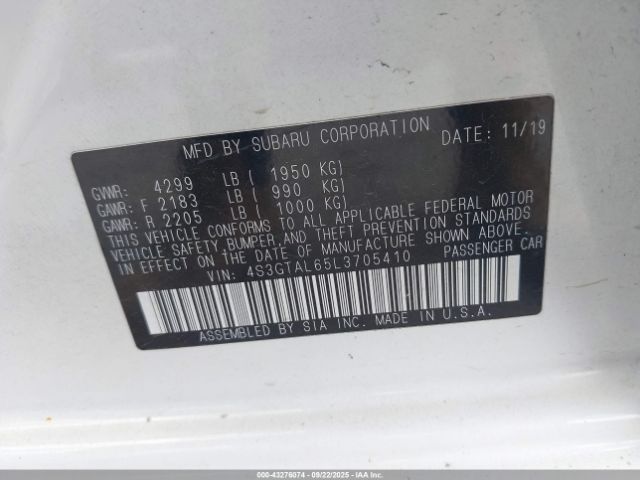 MFD BY SUBARU CORPORATION DATE: 11/19
GVWR: 4299 LB ( 1950 KG)
GAWR: F 2183 LB ( 990 KG)
GAWR: R 2205 LB ( 1000 KG)
THIS VEHICLE CONFORMS TO ALL APPLICABLE FEDERAL MOTOR
VEHICLE SAFETY, BUMPER, AND THEFT PREVENTION STANDARDS
IN EFFECT ON THE DATE OF MANUFACTURE SHOWN ABOVE.
VIN: 4S3GTAL65L3705410 PASSENGER CAR
ASSEMBLED BY SIA INC. MADE IN U.S.A.
000-43276074 - 09/22/2025 - IAAI.COM